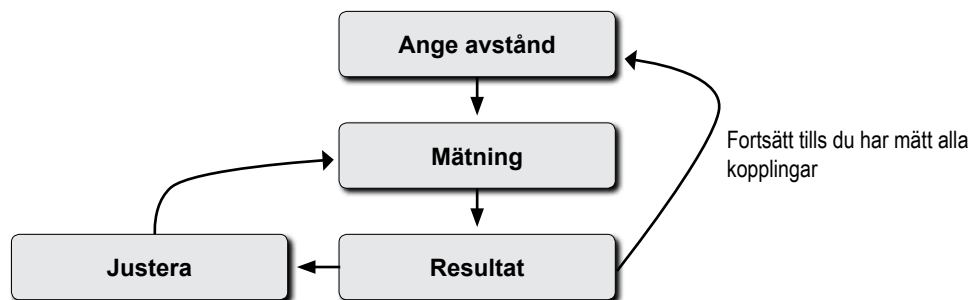 Ange avstånd
Mätning
Fortsätt tills du har mätt alla
kopplingar
Justera
Resultat